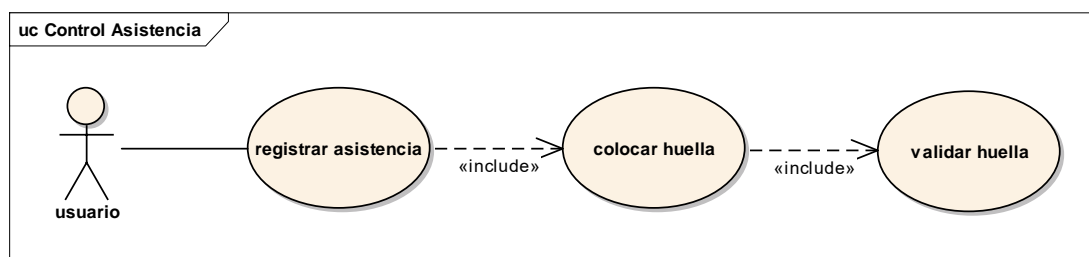 uc Control Asistencia
registrar asistencia
«include»
colocar huella
«include»
validar huella
usuario